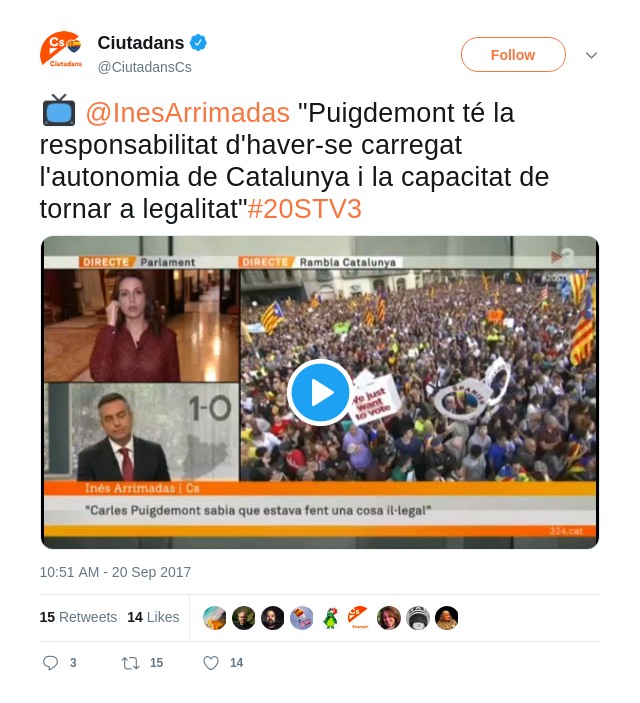 Cs
Ciutadans
Ciutadans
@CiutadansCs
Follow
@InesArrimadas "Puigdemont té la
responsabilitat d'haver-se carregat
l'autonomia de Catalunya i la capacitat de
tornar a legalitat"#20STV3
DIRECTE Parlament
DIRECTE Rambla Catalunya
3
We just
want
to vote
1-0
Inés Arrimadas | Cs
"Carles Puigdemont sabia que estava fent una cosa il·legal"
324.cat
10:51 AM - 20 Sep 2017
15 Retweets 14 Likes
Cs
3 15 14